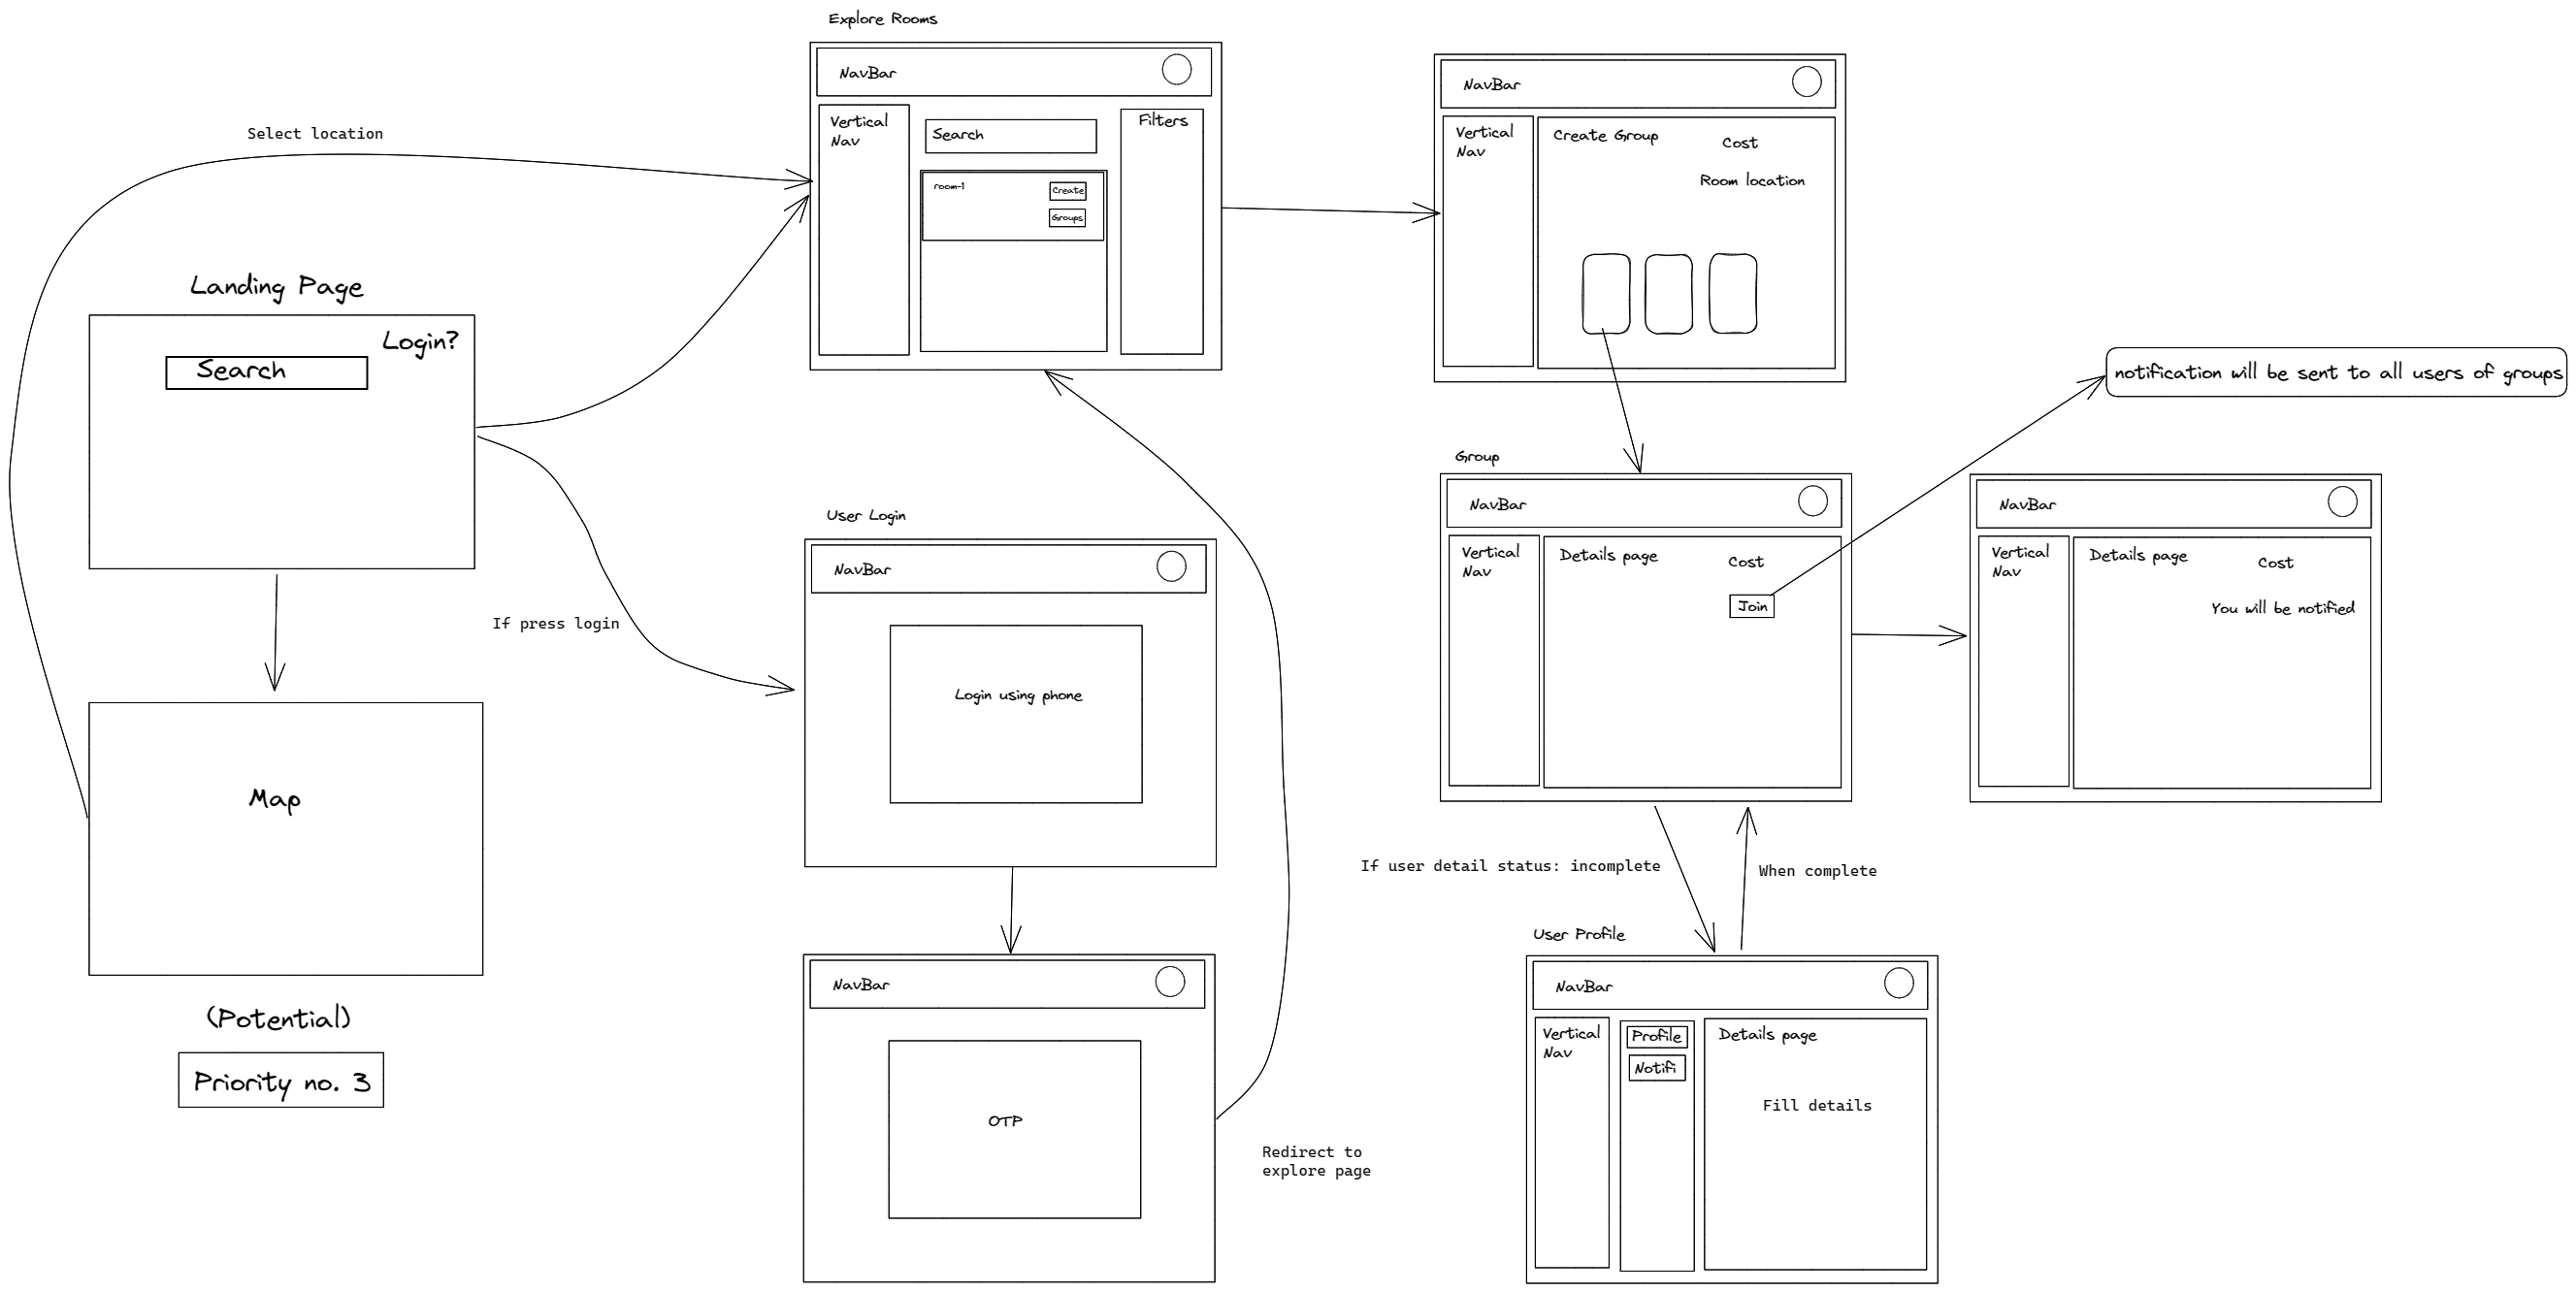 Explore Rooms
NavBar
Vertical
Nav
Search
Filters
room-1
Create
Groups
NavBar
Vertical
Nav
Create Group
Cost
Room location
Select location
Landing Page
Login?
Search
notification will be sent to all users of groups
Group
NavBar
Vertical
Nav
Details page
Cost
Join
NavBar
Vertical
Nav
Details page
Cost
You will be notified
User Login
NavBar
Login using phone
If press login
Map
(Potential)
Priority no. 3
If user detail status: incomplete
When complete
User Profile
NavBar
Vertical
Nav
Profile
Notifi
Details page
Fill details
NavBar
OTP
Redirect to
explore page